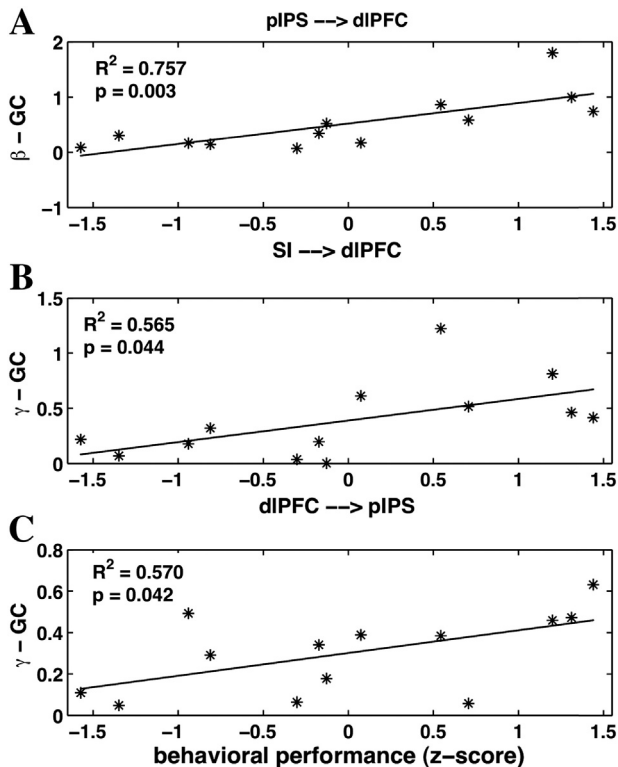 A
pIPS −−> dlPFC
R² = 0.757
p = 0.003
2
1
0
−1
β − GC
−1.5 −1 −0.5 0 0.5 1 1.5
SI −−> dlPFC
B
R² = 0.565
p = 0.044
1.5
1
0.5
0
γ − GC
−1.5 −1 −0.5 0 0.5 1 1.5
dlPFC −−> pIPS
C
R² = 0.570
p = 0.042
0.8
0.6
0.4
0.2
0
γ − GC
−1.5 −1 −0.5 0 0.5 1 1.5
behavioral performance (z−score)